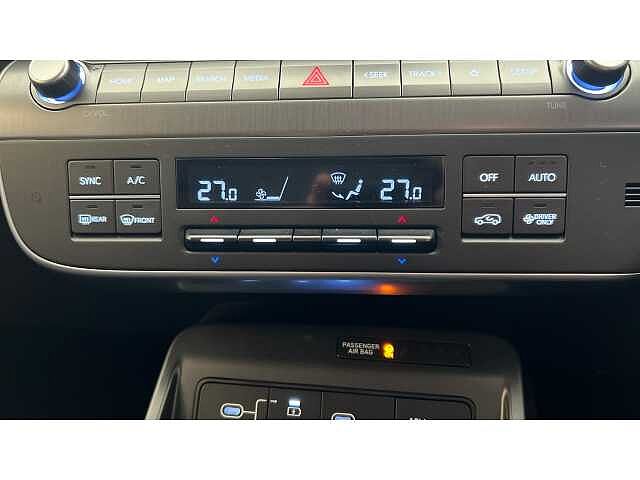 HOME MAP SEARCH MEDIA < SEEK TRACK > SETUP
VOL TUNE
SYNC A/C 27.0 27.0 OFF AUTO
REAR FRONT DRIVER ONLY
PASSENGER
AIR BAG